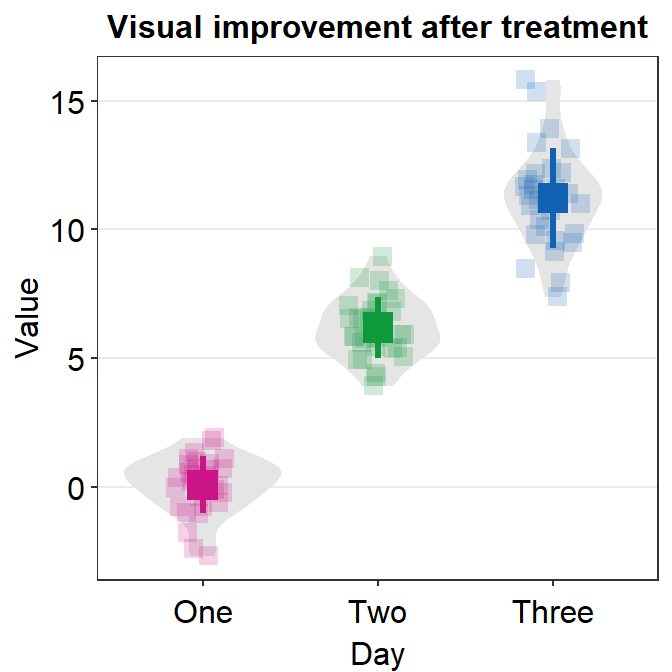 Visual improvement after treatment
Value
15
10
5
0
One Two Three
Day